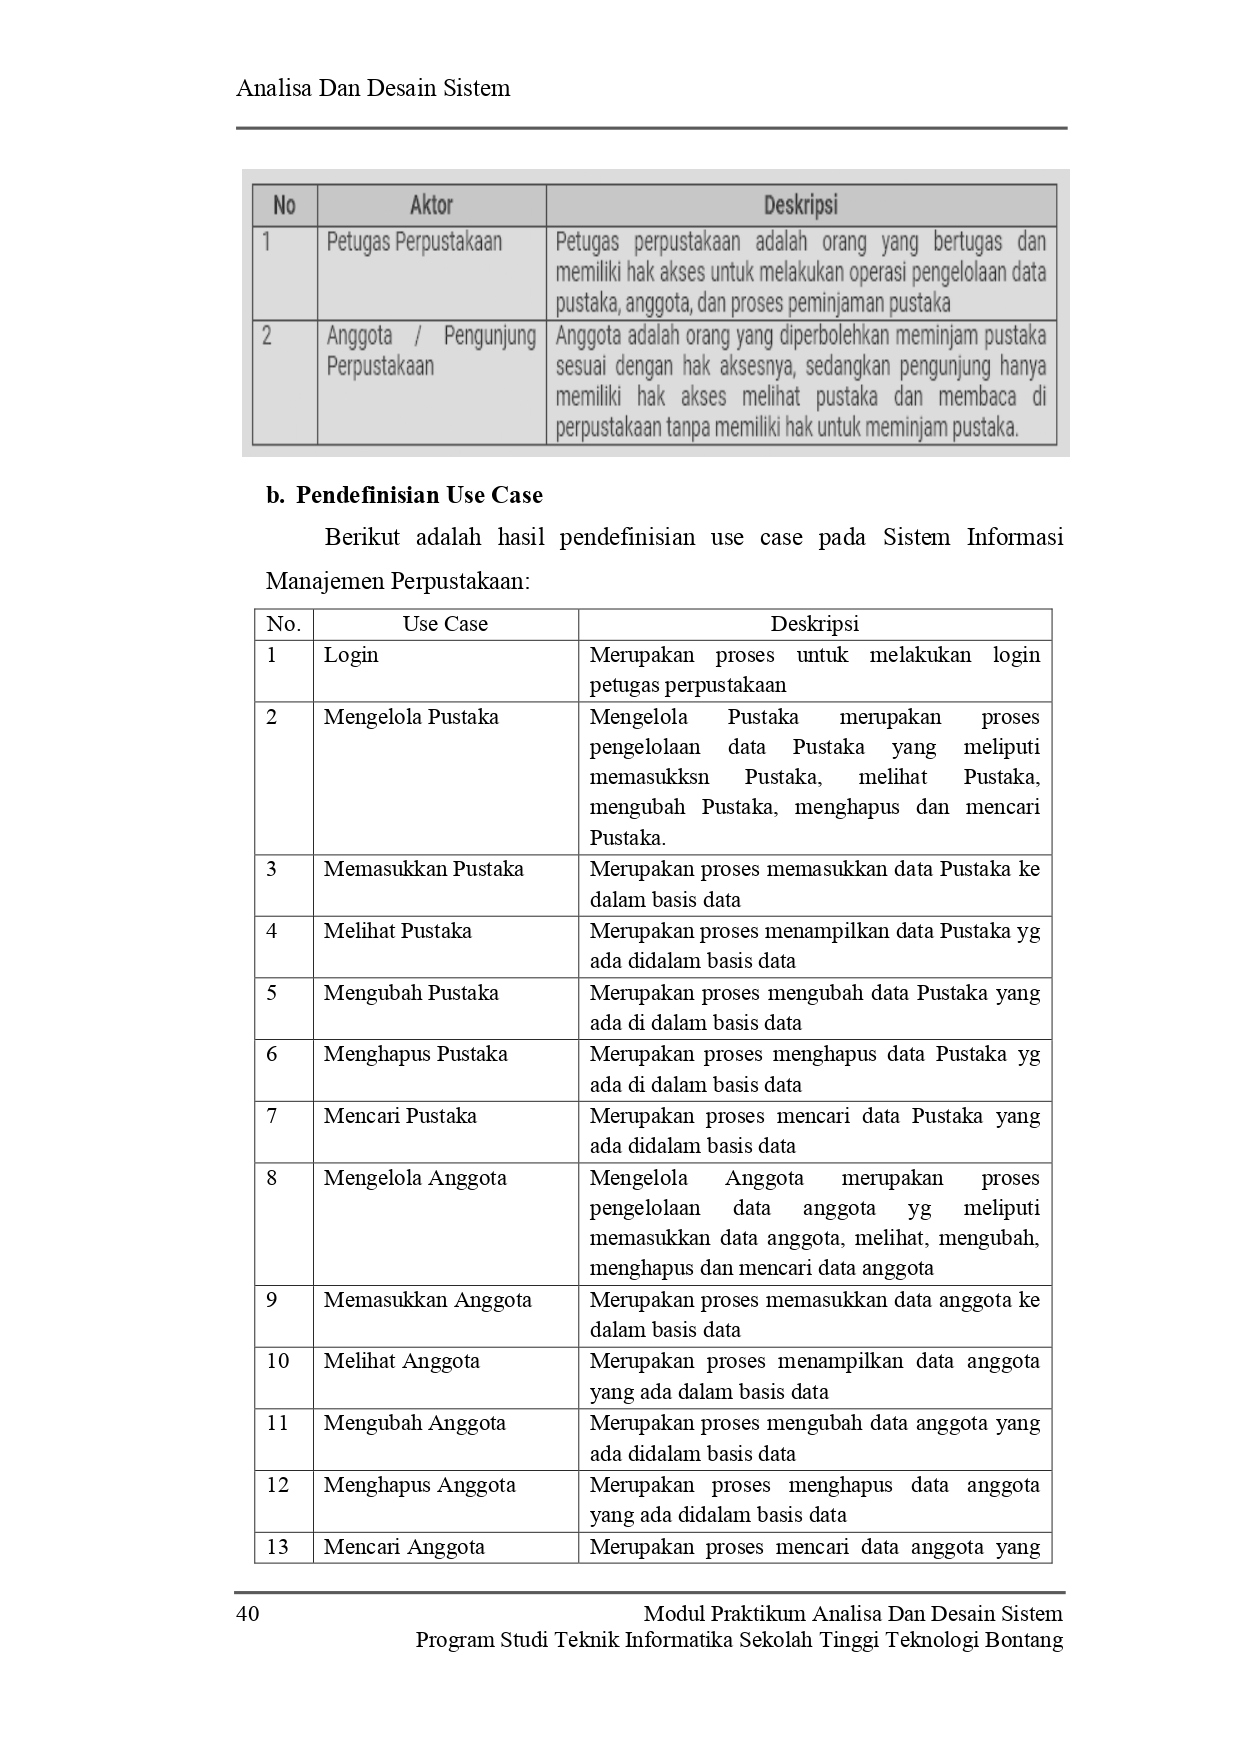 Analisa Dan Desain Sistem
No Aktor Deskripsi
1 Petugas Perpustakaan Petugas perpustakaan adalah orang yang bertugas dan
memiliki hak akses untuk melakukan operasi pengelolaan data
pustaka, anggota, dan proses peminjaman pustaka
2 Anggota / Pengunjung Anggota adalah orang yang diperbolehkan meminjam pustaka
Perpustakaan sesuai dengan hak aksesnya, sedangkan pengunjung hanya
memiliki hak akses melihat pustaka dan membaca di
perpustakaan tanpa memiliki hak untuk meminjam pustaka.
b. Pendefinisian Use Case
Berikut adalah hasil pendefinisian use case pada Sistem Informasi
Manajemen Perpustakaan:
No. Use Case Deskripsi
1 Login Merupakan proses untuk melakukan login
petugas perpustakaan
2 Mengelola Pustaka Mengelola Pustaka merupakan proses
pengelolaan data Pustaka yang meliputi
memasukksn Pustaka, melihat Pustaka,
mengubah Pustaka, menghapus dan mencari
Pustaka.
3 Memasukkan Pustaka Merupakan proses memasukkan data Pustaka ke
dalam basis data
4 Melihat Pustaka Merupakan proses menampilkan data Pustaka yg
ada didalam basis data
5 Mengubah Pustaka Merupakan proses mengubah data Pustaka yang
ada di dalam basis data
6 Menghapus Pustaka Merupakan proses menghapus data Pustaka yg
ada di dalam basis data
7 Mencari Pustaka Merupakan proses mencari data Pustaka yang
ada didalam basis data
8 Mengelola Anggota Mengelola Anggota merupakan proses
pengelolaan data anggota yg meliputi
memasukkan data anggota, melihat, mengubah,
menghapus dan mencari data anggota
9 Memasukkan Anggota Merupakan proses memasukkan data anggota ke
dalam basis data
10 Melihat Anggota Merupakan proses menampilkan data anggota
yang ada dalam basis data
11 Mengubah Anggota Merupakan proses mengubah data anggota yang
ada didalam basis data
12 Menghapus Anggota Merupakan proses menghapus data anggota
yang ada didalam basis data
13 Mencari Anggota Merupakan proses mencari data anggota yang
40 Modul Praktikum Analisa Dan Desain Sistem
Program Studi Teknik Informatika Sekolah Tinggi Teknologi Bontang